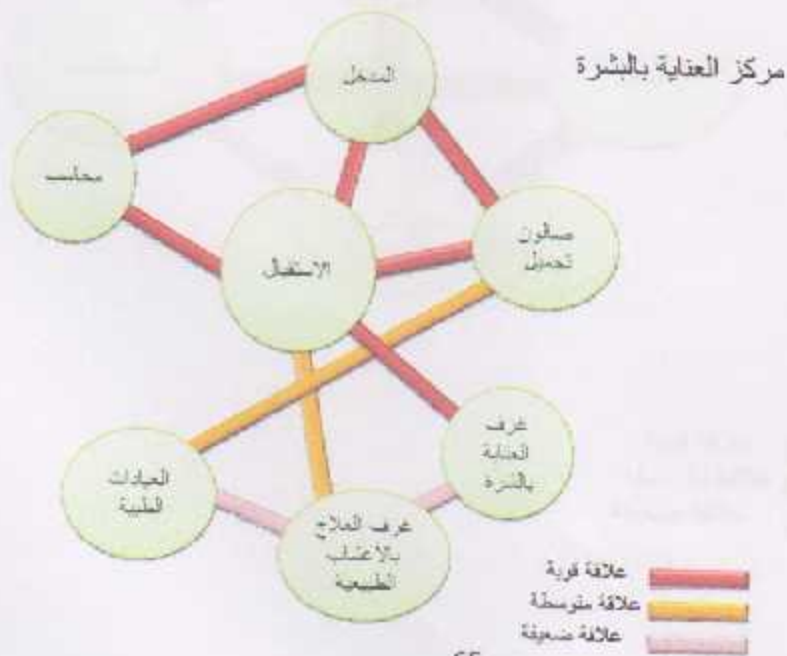 مركز العناية بالبشرة
المدخل
محاسب
صالون
تجميل
الاستقبال
غرف
العناية
بالبشرة
العيادات
الطبية
غرف العلاج
بالأعشاب
الطبيعية
علاقة قوية
علاقة متوسطة
علاقة ضعيفة